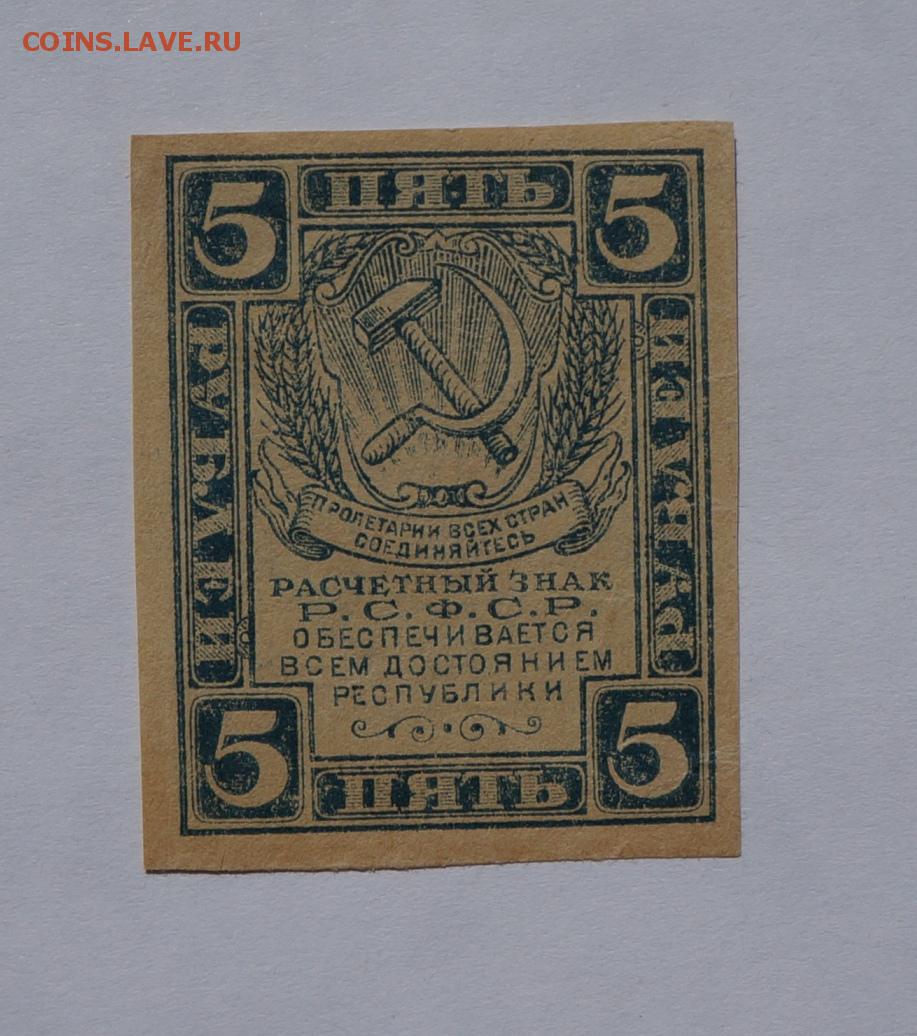 COINS.LAVE.RU
5 ПЯТЬ 5
РУБЛЕЙ
РУБЛЕЙ
ПРОЛЕТАРИИ ВСЕХ СТРАН
СОЕДИНЯЙТЕСЬ
РАСЧЕТНЫЙ ЗНАК
Р.С.Ф.С.Р.
ОБЕСПЕЧИВАЕТСЯ
ВСЕМ ДОСТОЯНИЕМ
РЕСПУБЛИКИ
5 ПЯТЬ 5